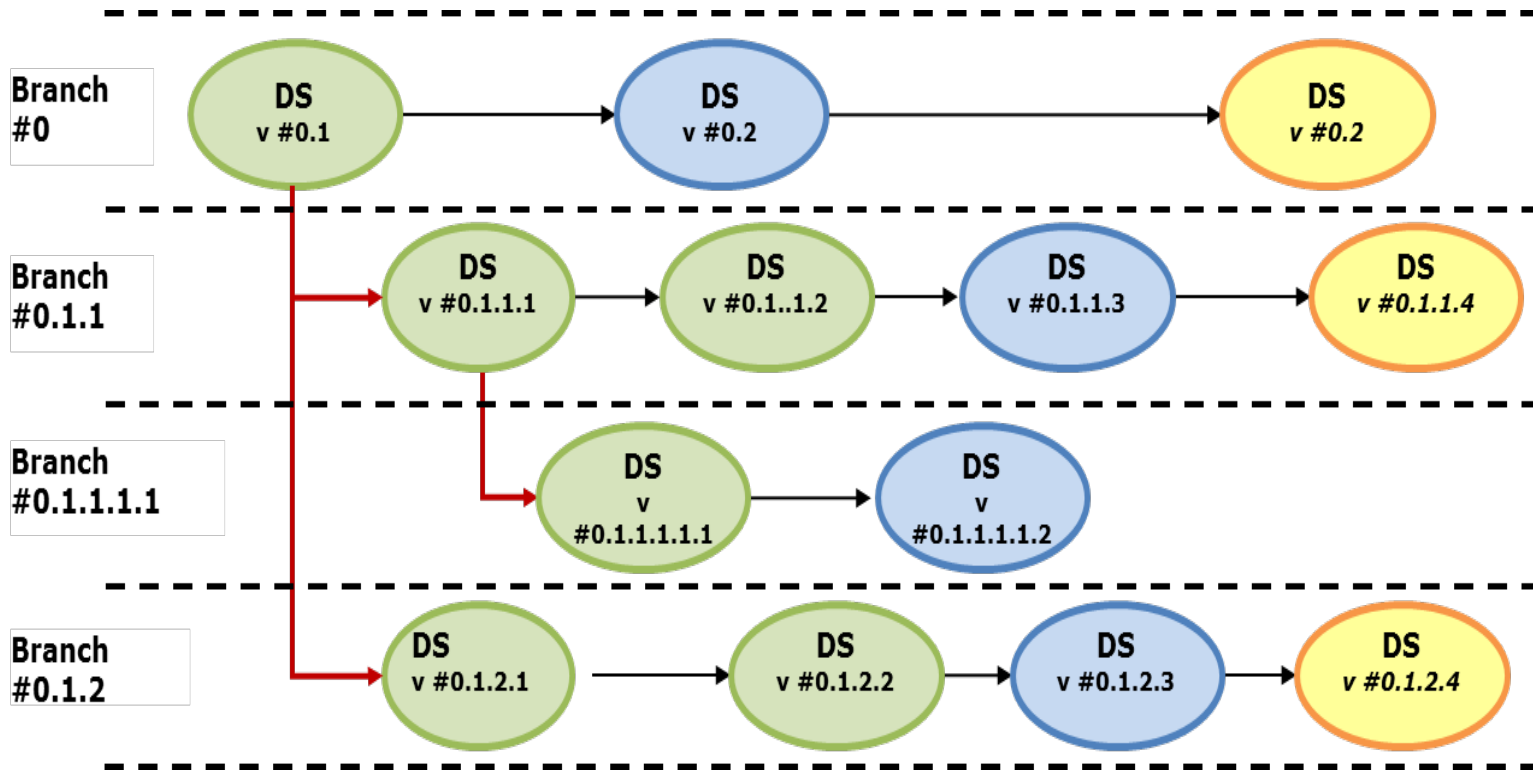 Branch
#0
DS
v #0.1
DS
v #0.2
DS
v #0.2
Branch
#0.1.1
DS
v #0.1.1.1
DS
v #0.1..1.2
DS
v #0.1.1.3
DS
v #0.1.1.4
Branch
#0.1.1.1.1
DS
v
#0.1.1.1.1.1
DS
v
#0.1.1.1.1.2
Branch
#0.1.2
DS
v #0.1.2.1
DS
v #0.1.2.2
DS
v #0.1.2.3
DS
v #0.1.2.4